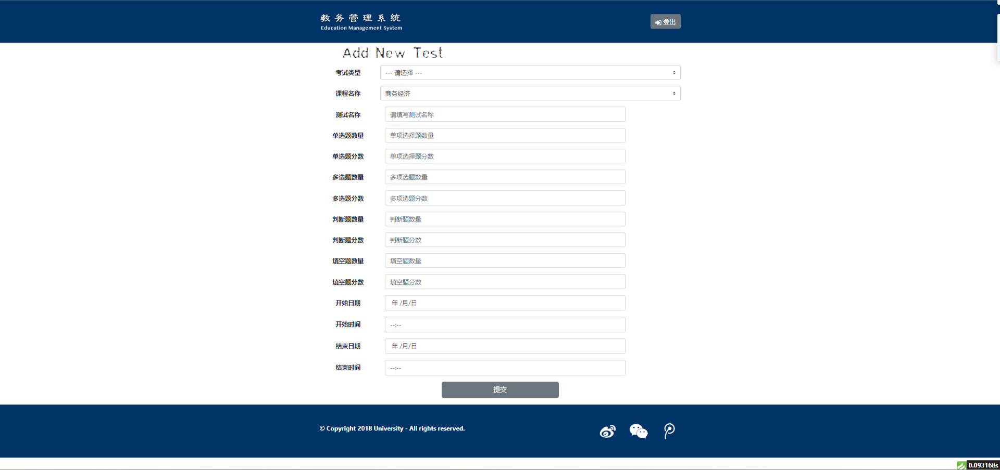 教务管理系统
Education Management System
登出
Add New Test
考试类型 --- 请选择 ---
课程名称 商务经济
测试名称 请填写测试名称
单选题数量 单项选择题数量
单选题分数 单项选择题分数
多选题数量 多项选题数量
多选题分数 多项选题分数
判断题数量 判断题数量
判断题分数 判断题分数
填空题数量 填空题数量
填空题分数 填空题分数
开始日期 年 /月/日
开始时间 --:--
结束日期 年 /月/日
结束时间 --:--
提交
© Copyright 2018 University - All rights reserved.
0.093168s